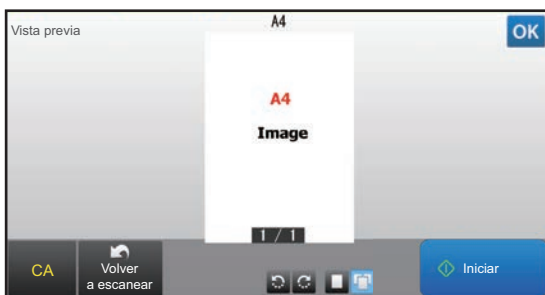 A4
Vista previa
OK
A4
Image
1 / 1
CA
Volver
a escanear
Iniciar